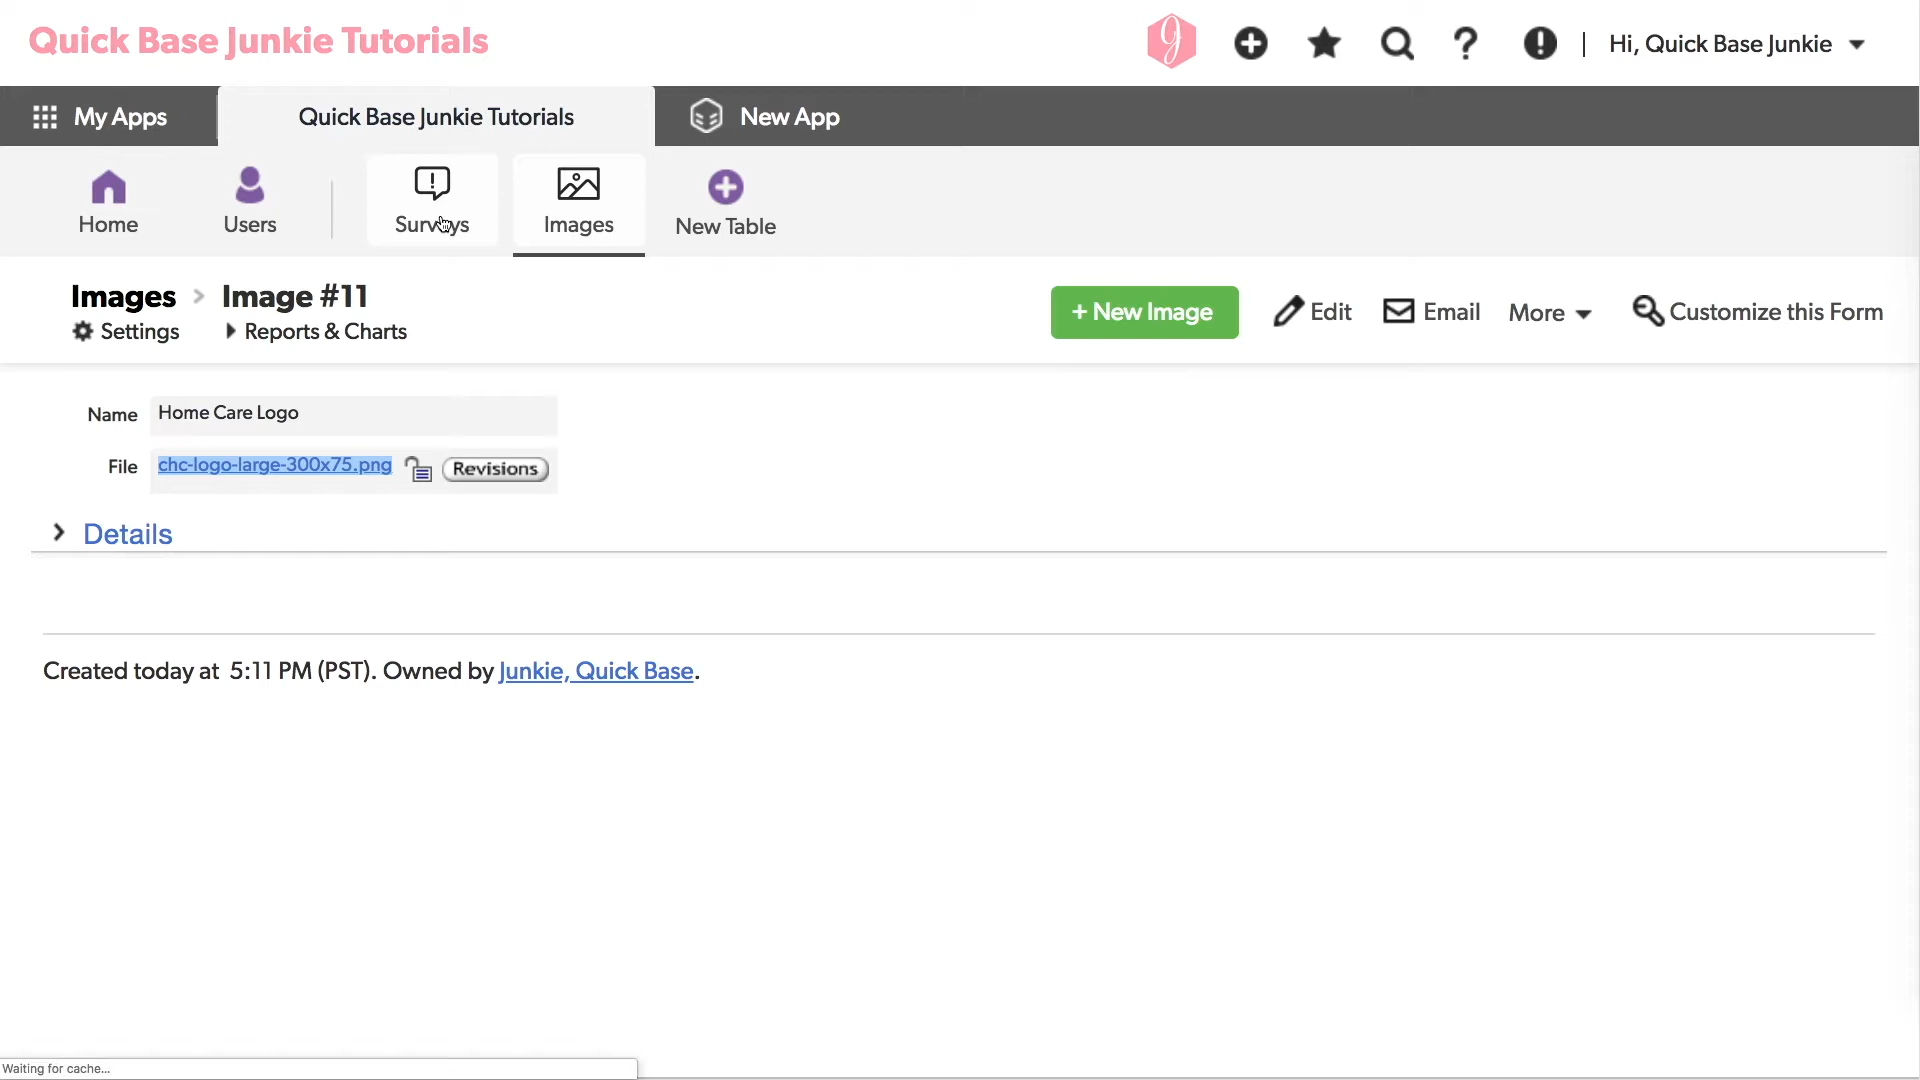 Quick Base Junkie Tutorials
Hi, Quick Base Junkie
My Apps
Quick Base Junkie Tutorials
New App
Home
Users
Surveys
Images
New Table
Images > Image #11
Settings
Reports & Charts
+ New Image
Edit
Email
More
Customize this Form
Name
Home Care Logo
File
chc-logo-large-300x75.png
Revisions
Details
Created today at 5:11 PM (PST). Owned by Junkie, Quick Base.
Waiting for cache...